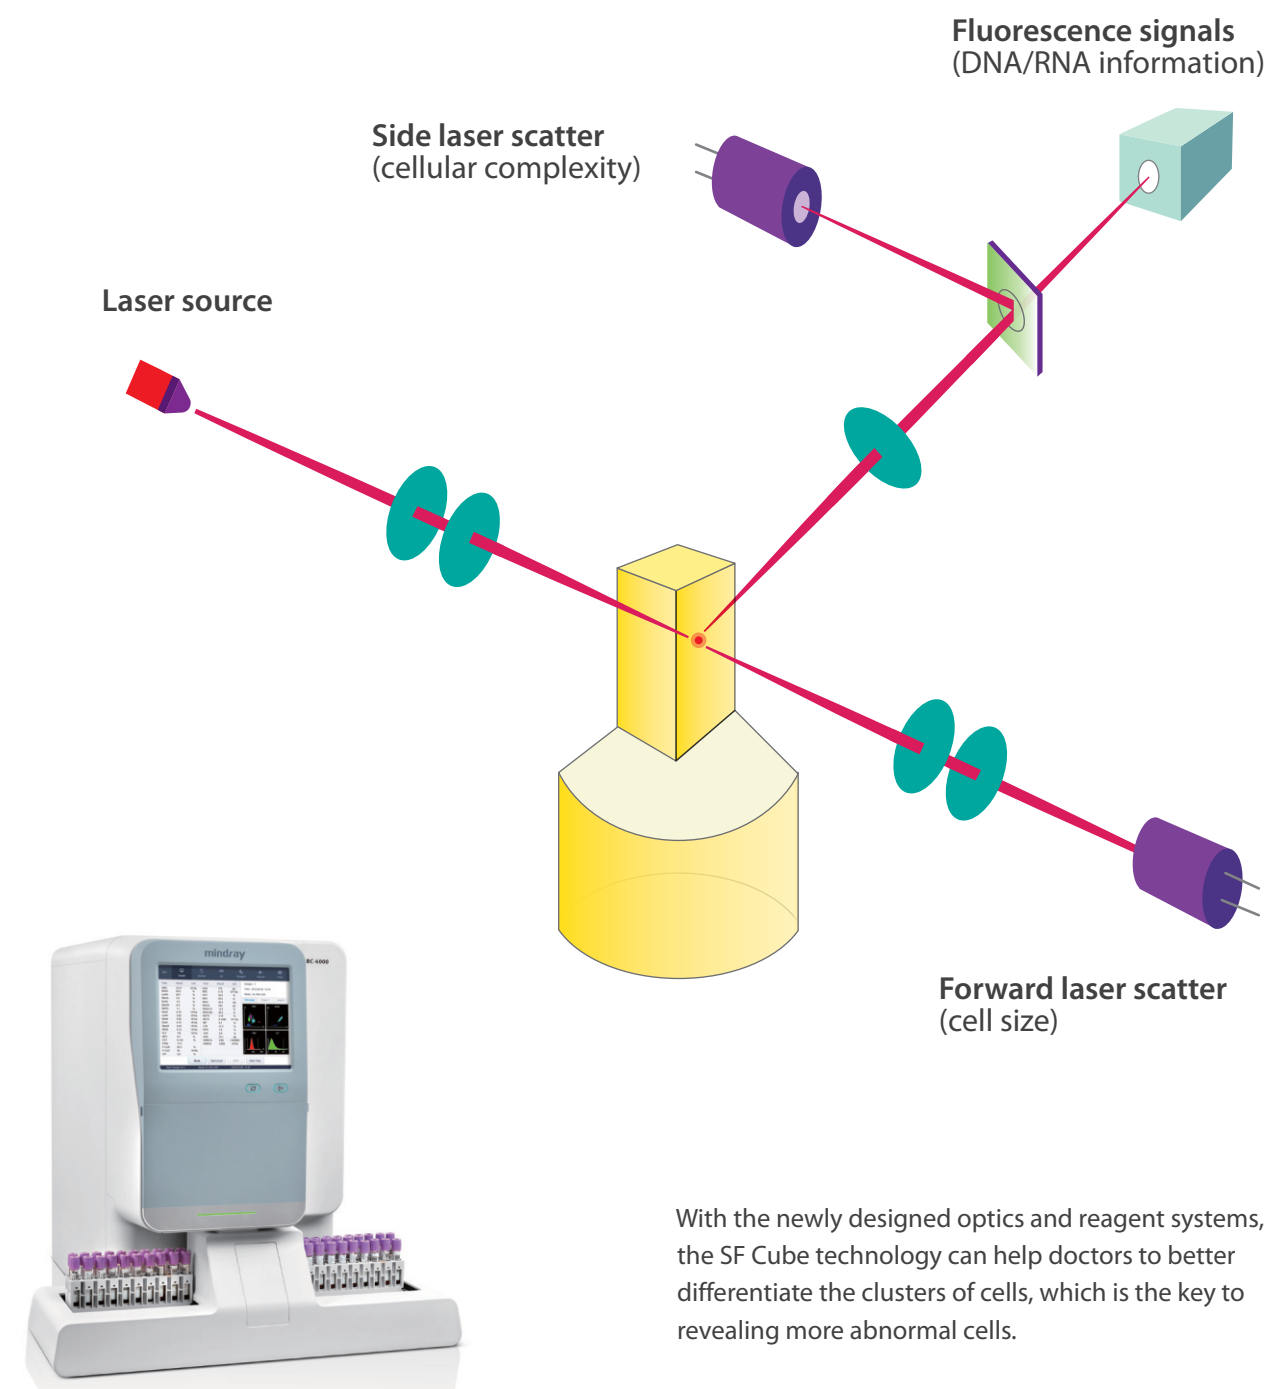 Fluorescence signals
(DNA/RNA information)
Side laser scatter
(cellular complexity)
Laser source
Forward laser scatter
(cell size)
mindray
BC-6000
With the newly designed optics and reagent systems,
the SF Cube technology can help doctors to better
differentiate the clusters of cells, which is the key to
revealing more abnormal cells.